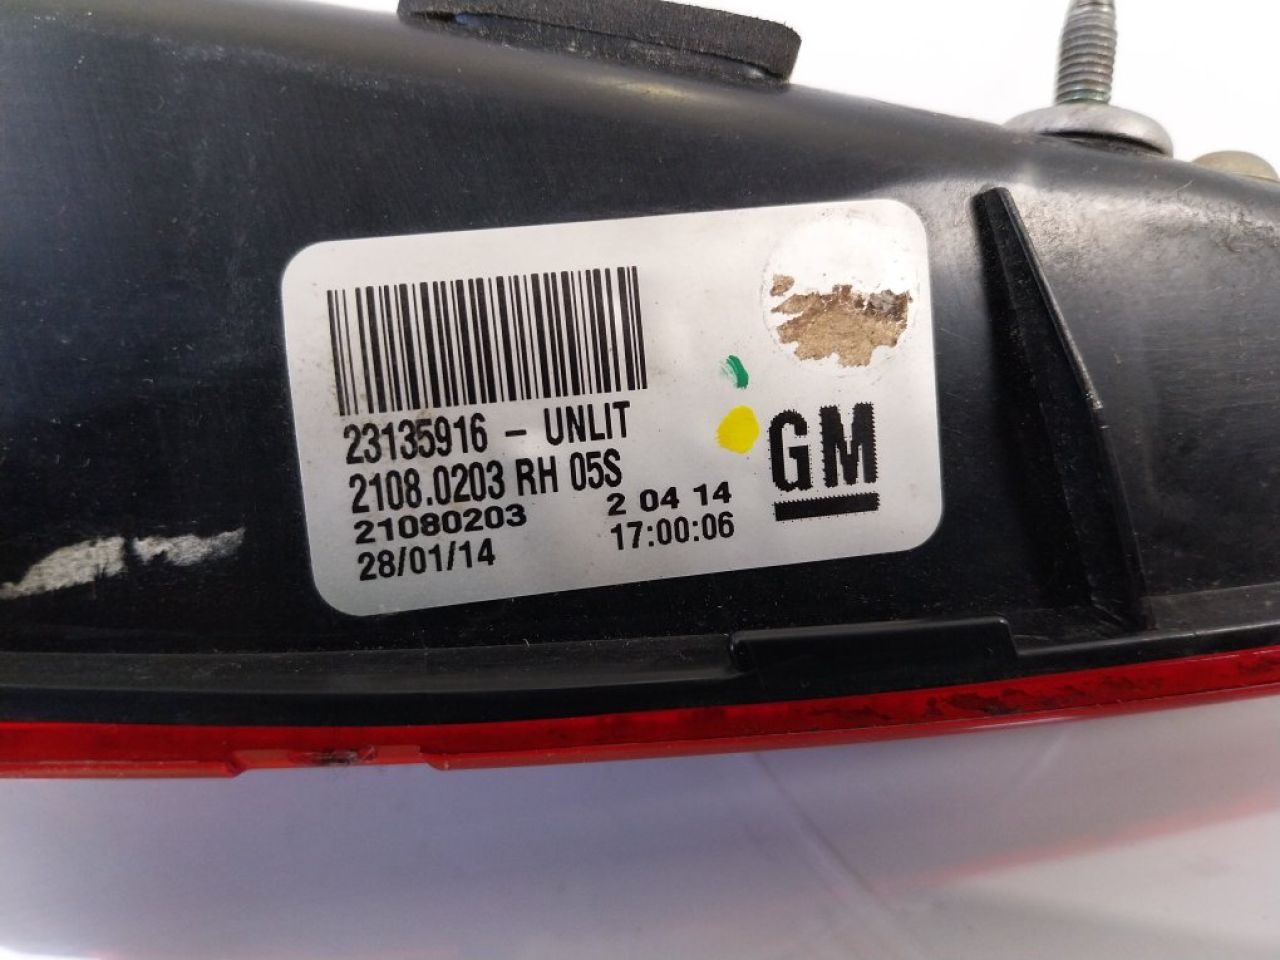 23135916 - UNLIT
2108.0203 RH 05S
21080203 2 04 14
28/01/14 17:00:06
GM